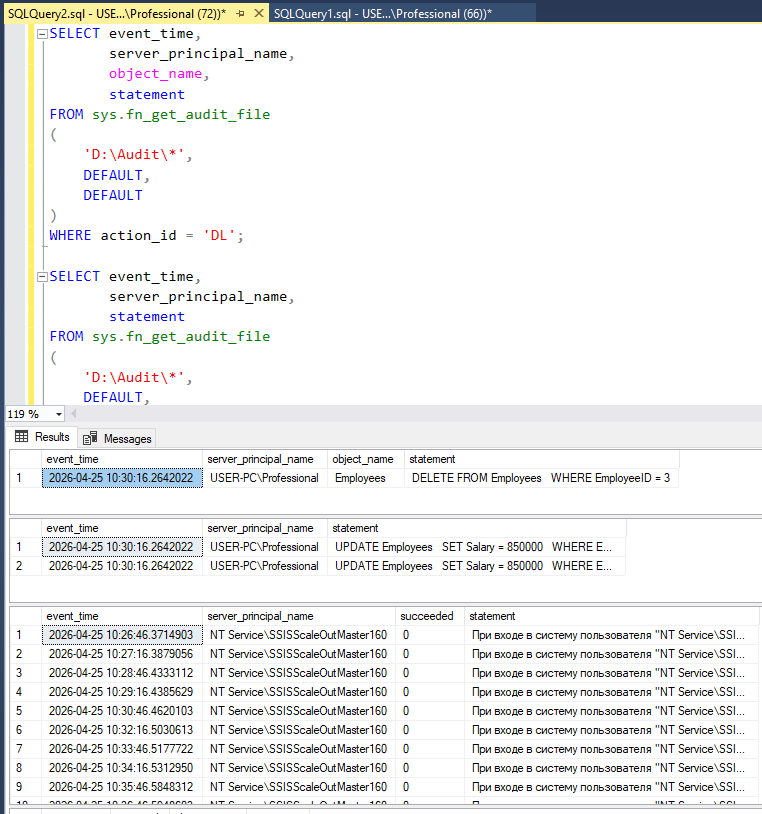 SQLQuery2.sql - USE...\Professional (72))* SQLQuery1.sql - USE...\Professional (66))*
SELECT event_time,
server_principal_name,
object_name,
statement
FROM sys.fn_get_audit_file
(
'D:\Audit\*',
DEFAULT,
DEFAULT
)
WHERE action_id = 'DL';
SELECT event_time,
server_principal_name,
statement
FROM sys.fn_get_audit_file
(
'D:\Audit\*',
DEFAULT,
119 %
Results Messages
event_time server_principal_name object_name statement
1 2026-04-25 10:30:16.2642022 USER-PC\Professional Employees DELETE FROM Employees WHERE EmployeeID = 3
event_time server_principal_name statement
1 2026-04-25 10:30:16.2642022 USER-PC\Professional UPDATE Employees SET Salary = 850000 WHERE E...
2 2026-04-25 10:30:16.2642022 USER-PC\Professional UPDATE Employees SET Salary = 850000 WHERE E...
event_time server_principal_name succeeded statement
1 2026-04-25 10:26:46.3714903 NT Service\SSISScaleOutMaster160 0 При входе в систему пользователя "NT Service\SSI...
2 2026-04-25 10:27:16.3879056 NT Service\SSISScaleOutMaster160 0 При входе в систему пользователя "NT Service\SSI...
3 2026-04-25 10:28:46.4333112 NT Service\SSISScaleOutMaster160 0 При входе в систему пользователя "NT Service\SSI...
4 2026-04-25 10:29:16.4385629 NT Service\SSISScaleOutMaster160 0 При входе в систему пользователя "NT Service\SSI...
5 2026-04-25 10:30:46.4620103 NT Service\SSISScaleOutMaster160 0 При входе в систему пользователя "NT Service\SSI...
6 2026-04-25 10:32:16.5030613 NT Service\SSISScaleOutMaster160 0 При входе в систему пользователя "NT Service\SSI...
7 2026-04-25 10:33:46.5177722 NT Service\SSISScaleOutMaster160 0 При входе в систему пользователя "NT Service\SSI...
8 2026-04-25 10:34:16.5312950 NT Service\SSISScaleOutMaster160 0 При входе в систему пользователя "NT Service\SSI...
9 2026-04-25 10:35:46.5848312 NT Service\SSISScaleOutMaster160 0 При входе в систему пользователя "NT Service\SSI...